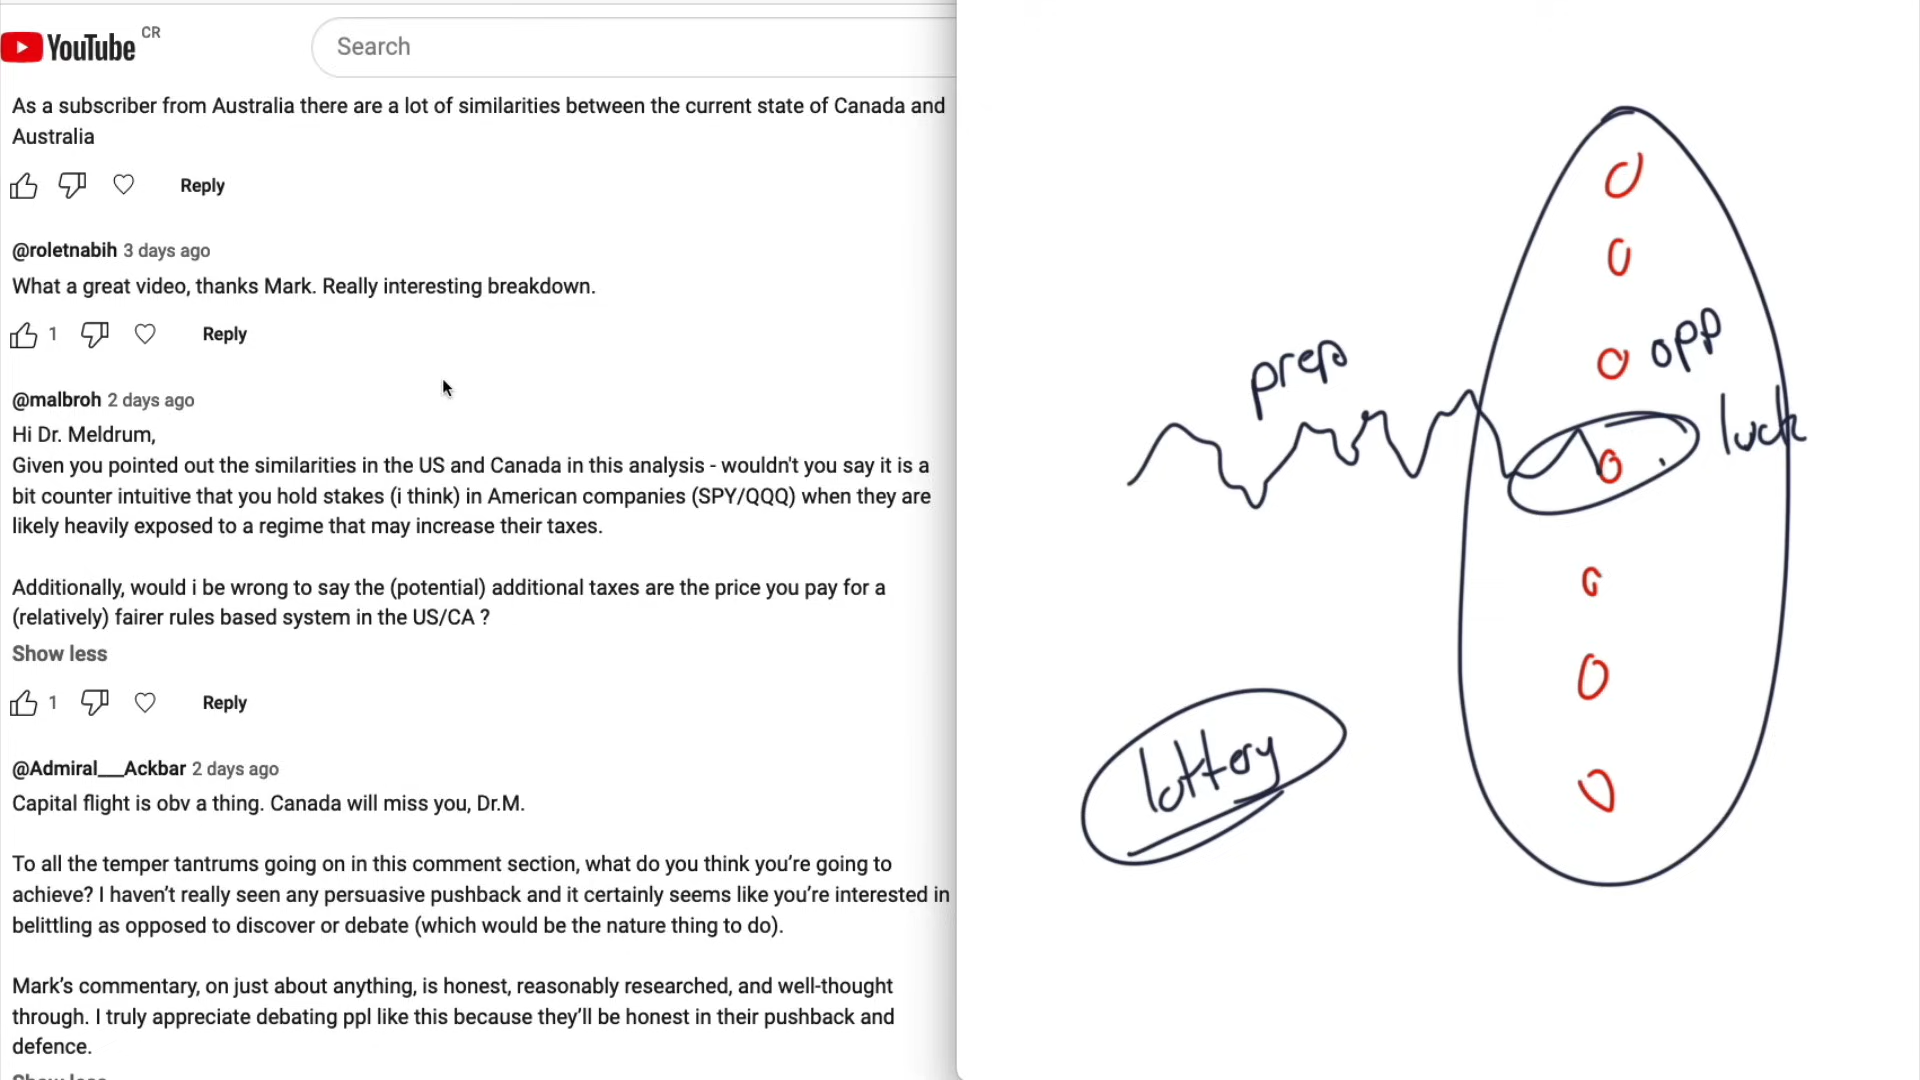 YouTube CR
Search
As a subscriber from Australia there are a lot of similarities between the current state of Canada and
Australia
Reply
@roletnabih 3 days ago
What a great video, thanks Mark. Really interesting breakdown.
1 Reply
@malbroh 2 days ago
Hi Dr. Meldrum,
Given you pointed out the similarities in the US and Canada in this analysis - wouldn't you say it is a
bit counter intuitive that you hold stakes (i think) in American companies (SPY/QQQ) when they are
likely heavily exposed to a regime that may increase their taxes.
Additionally, would i be wrong to say the (potential) additional taxes are the price you pay for a
(relatively) fairer rules based system in the US/CA ?
Show less
1 Reply
@Admiral__Ackbar 2 days ago
Capital flight is obv a thing. Canada will miss you, Dr.M.
To all the temper tantrums going on in this comment section, what do you think you’re going to
achieve? I haven’t really seen any persuasive pushback and it certainly seems like you’re interested in
belittling as opposed to discover or debate (which would be the nature thing to do).
Mark’s commentary, on just about anything, is honest, reasonably researched, and well-thought
through. I truly appreciate debating ppl like this because they’ll be honest in their pushback and
defence.
Show less
prep
opp
luck
lottery